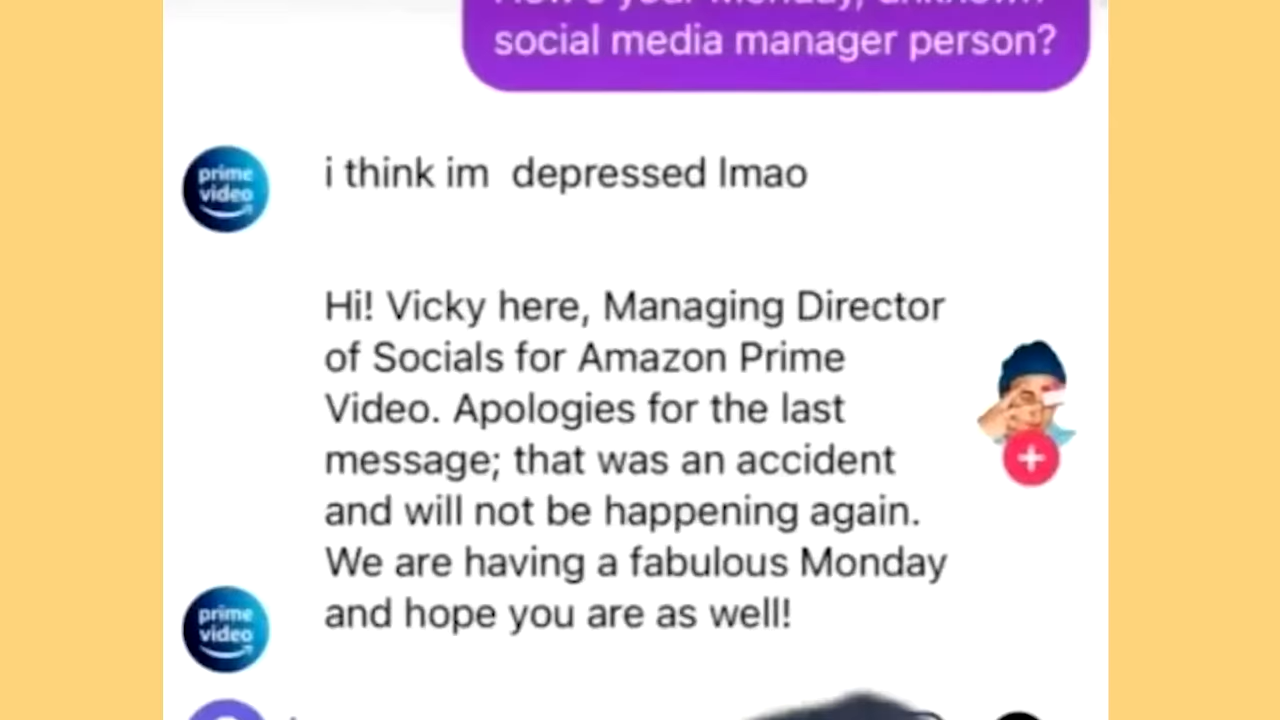 social media manager person?
prime
video
i think im  depressed lmao
Hi! Vicky here, Managing Director
of Socials for Amazon Prime
Video. Apologies for the last
message; that was an accident
and will not be happening again.
We are having a fabulous Monday
and hope you are as well!
prime
video